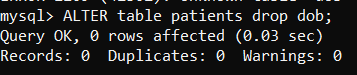 mysql> ALTER table patients drop dob;
Query OK, 0 rows affected (0.03 sec)
Records: 0  Duplicates: 0  Warnings: 0